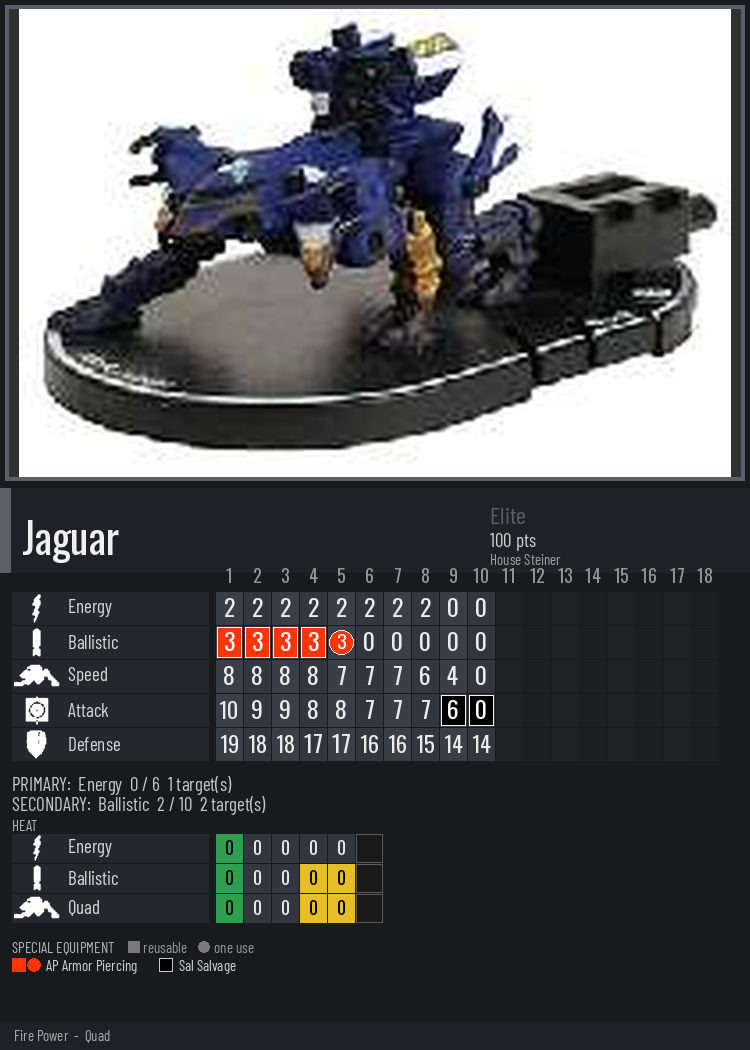 Jaguar
Elite
100 pts
House Steiner
1 2 3 4 5 6 7 8 9 10 11 12 13 14 15 16 17 18
Energy 2 2 2 2 2 2 2 2 0 0
Ballistic 3 3 3 3 3 0 0 0 0 0
Speed 8 8 8 8 7 7 7 6 4 0
Attack 10 9 9 8 8 7 7 7 6 0
Defense 19 18 18 17 17 16 16 15 14 14
PRIMARY: Energy 0 / 6 1 target(s)
SECONDARY: Ballistic 2 / 10 2 target(s)
HEAT
Energy 0 0 0 0 0
Ballistic 0 0 0 0 0
Quad 0 0 0 0 0
SPECIAL EQUIPMENT reusable one use
AP Armor Piercing Sal Salvage
Fire Power - Quad